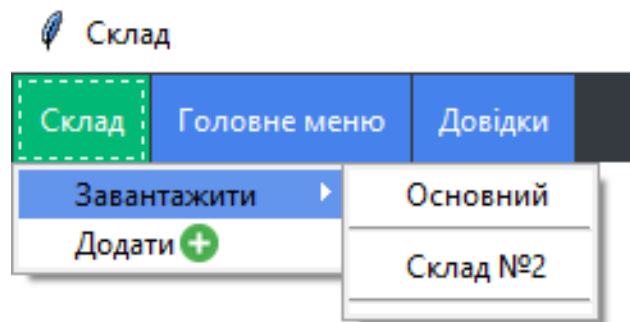 Склад
Склад Головне меню Довідки
Завантажити Основний
Додати Склад №2